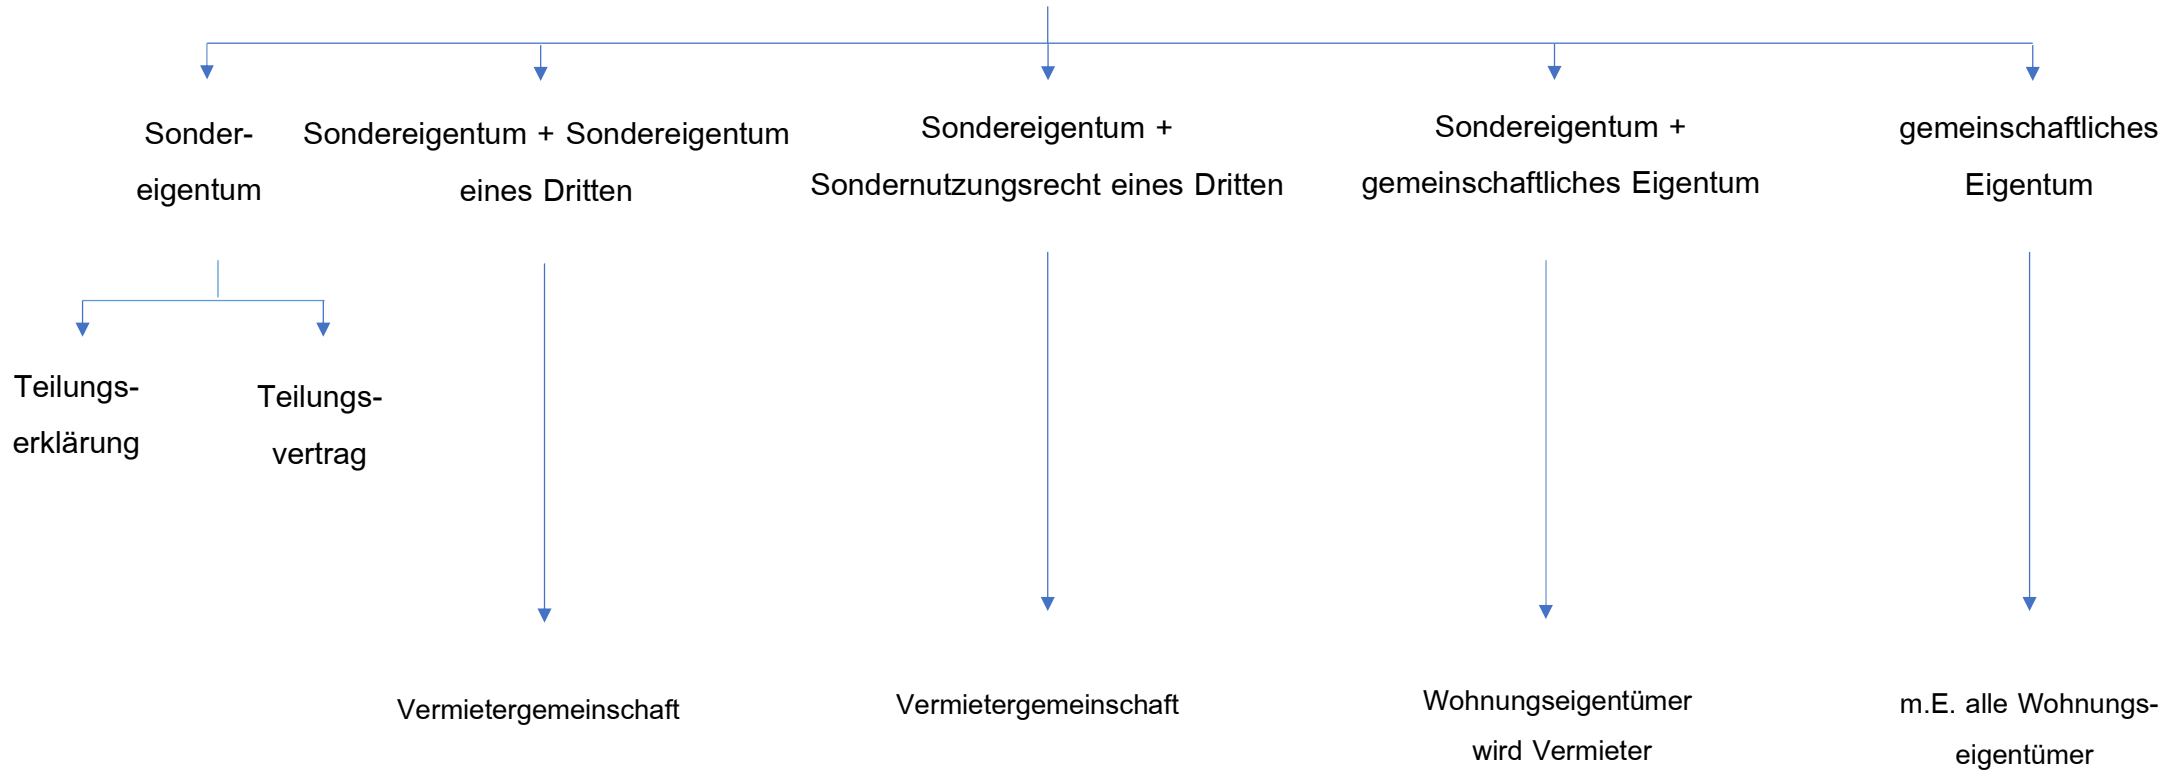 Sonder-
eigentum
Sondereigentum + Sondereigentum
eines Dritten
Sondereigentum +
Sondernutzungsrecht eines Dritten
Sondereigentum +
gemeinschaftliches Eigentum
gemeinschaftliches
Eigentum
Teilungs-
erklärung
Teilungs-
vertrag
Vermietergemeinschaft
Vermietergemeinschaft
Wohnungseigentümer
wird Vermieter
m.E. alle Wohnungs-
eigentümer